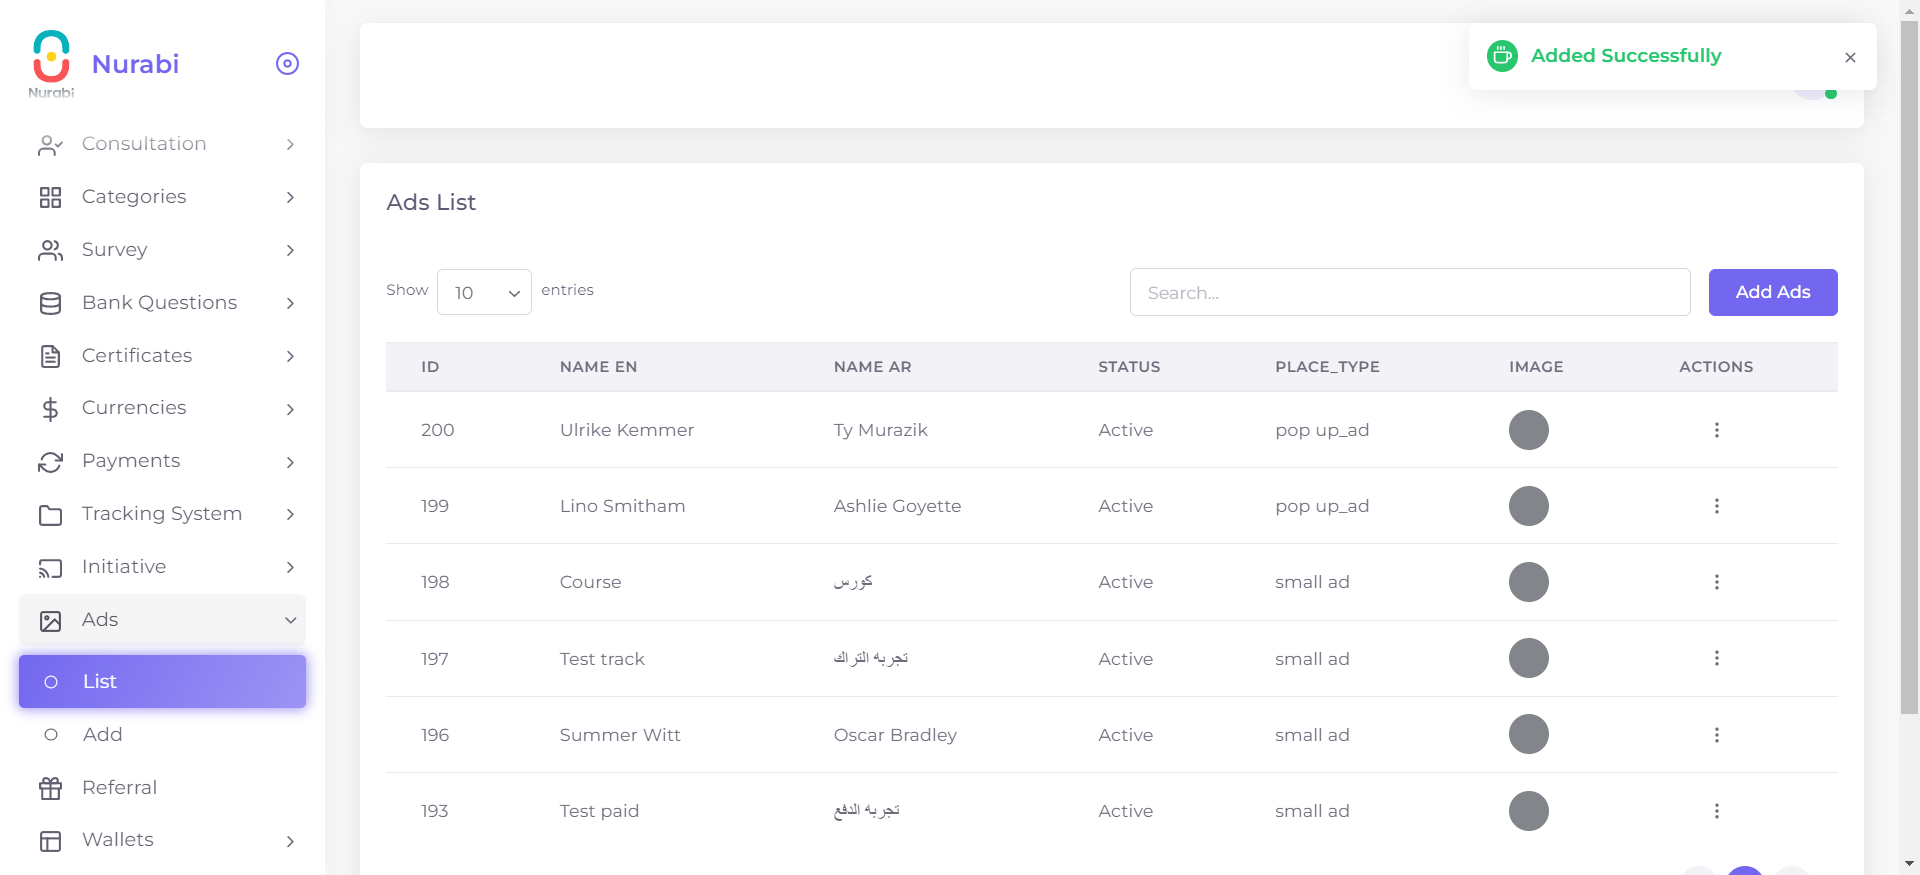 Nurabi
Nurabi
Added Successfully
Consultation
Categories
Survey
Bank Questions
Certificates
Currencies
Payments
Tracking System
Initiative
Ads
List
Add
Referral
Wallets
Ads List
Show 10 entries
Search...
Add Ads
ID NAME EN NAME AR STATUS PLACE_TYPE IMAGE ACTIONS
200 Ulrike Kemmer Ty Murazik Active pop up_ad
199 Lino Smitham Ashlie Goyette Active pop up_ad
198 Course كورس Active small ad
197 Test track تجربه التراك Active small ad
196 Summer Witt Oscar Bradley Active small ad
193 Test paid تجربه الدفع Active small ad